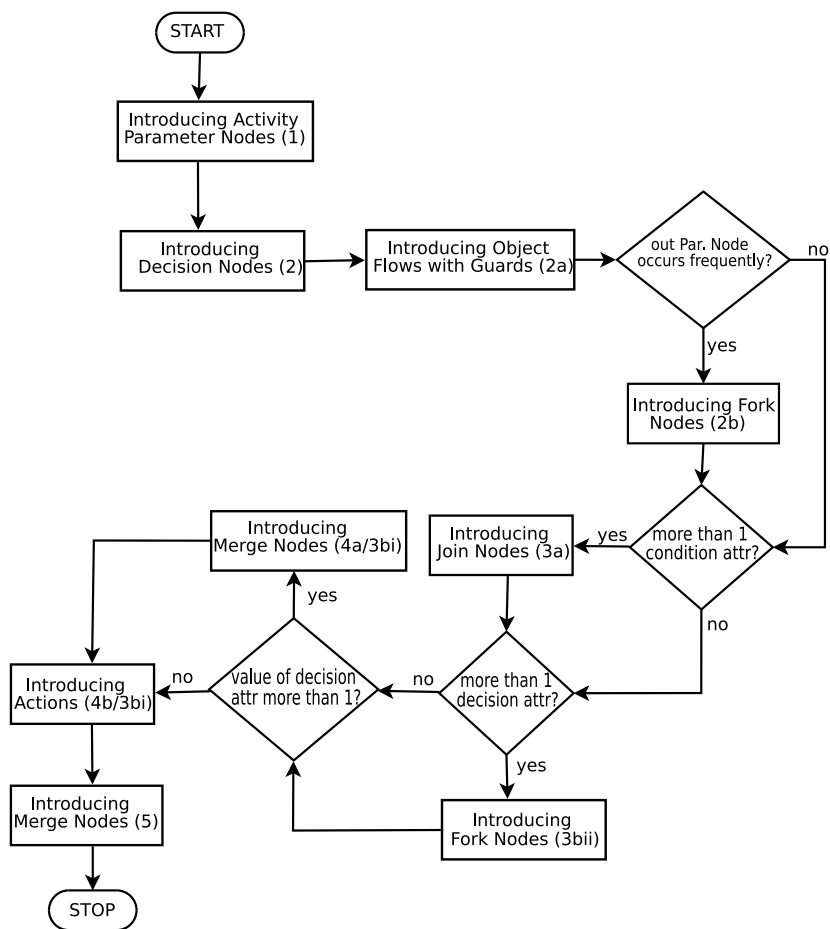 START
Introducing Activity
Parameter Nodes (1)
Introducing
Decision Nodes (2)
Introducing Object
Flows with Guards (2a)
out Par. Node
occurs frequently?
no
yes
Introducing Fork
Nodes (2b)
more than 1
condition attr?
yes
no
Introducing
Join Nodes (3a)
Introducing
Merge Nodes (4a/3bi)
yes
more than 1
decision attr?
no
yes
value of decision
attr more than 1?
no
Introducing
Actions (4b/3bi)
Introducing
Fork Nodes (3bii)
Introducing
Merge Nodes (5)
STOP